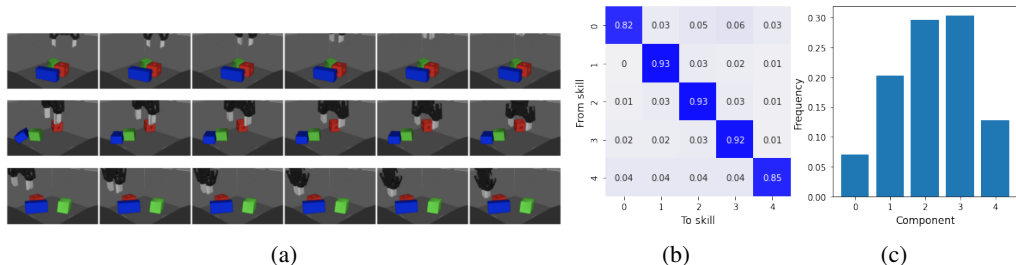 From skill
0 0.82 0.03 0.05 0.06 0.03
1 0 0.93 0.03 0.02 0.01
2 0.01 0.03 0.93 0.03 0.01
3 0.02 0.02 0.03 0.92 0.01
4 0.04 0.04 0.04 0.04 0.85
0 1 2 3 4
To skill
Frequency
0.30
0.25
0.20
0.15
0.10
0.05
0.00
0 1 2 3 4
Component
(a) (b) (c)